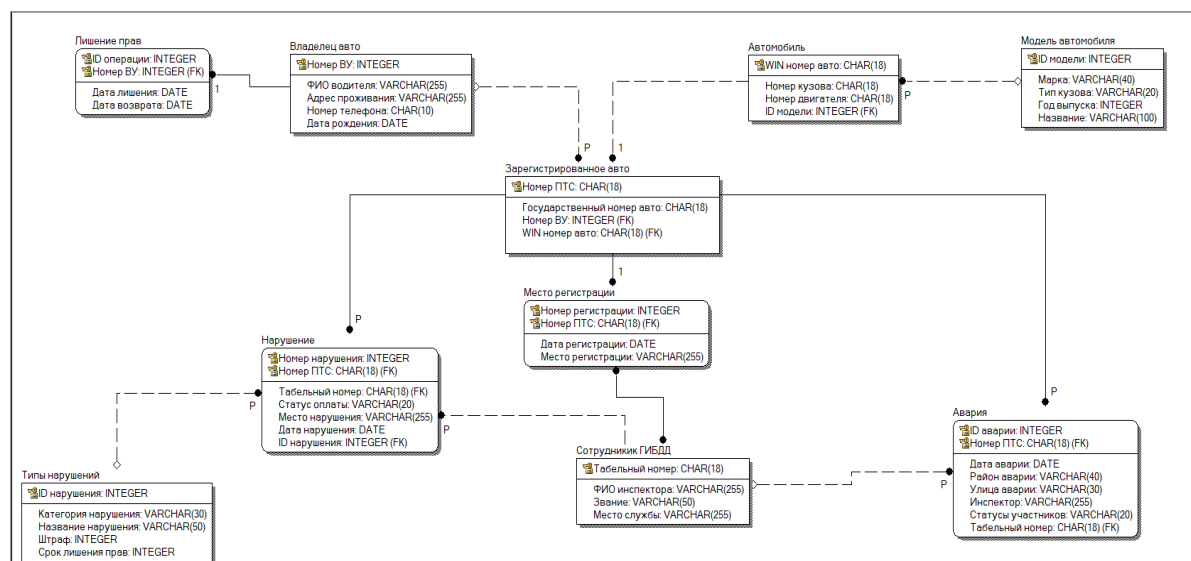 Лишение прав
ID операции: INTEGER
Номер ВУ: INTEGER (FK)
Дата лишения: DATE
Дата возврата: DATE
1
Владелец авто
Номер ВУ: INTEGER
ФИО водителя: VARCHAR(255)
Адрес проживания: VARCHAR(255)
Номер телефона: CHAR(10)
Дата рождения: DATE
P
Автомобиль
WIN номер авто: CHAR(18)
Номер кузова: CHAR(18)
Номер двигателя: CHAR(18)
ID модели: INTEGER (FK)
1
P
Модель автомобиля
ID модели: INTEGER
Марка: VARCHAR(40)
Тип кузова: VARCHAR(20)
Год выпуска: INTEGER
Название: VARCHAR(100)
Зарегистрированное авто
Номер ПТС: CHAR(18)
Государственный номер авто: CHAR(18)
Номер ВУ: INTEGER (FK)
WIN номер авто: CHAR(18) (FK)
1
Место регистрации
Номер регистрации: INTEGER
Номер ПТС: CHAR(18) (FK)
Дата регистрации: DATE
Место регистрации: VARCHAR(255)
P
Нарушение
Номер нарушения: INTEGER
Номер ПТС: CHAR(18) (FK)
Табельный номер: CHAR(18) (FK)
Статус оплаты: VARCHAR(20)
Место нарушения: VARCHAR(255)
Дата нарушения: DATE
ID нарушения: INTEGER (FK)
P
P
Типы нарушений
ID нарушения: INTEGER
Категория нарушения: VARCHAR(30)
Название нарушения: VARCHAR(50)
Штраф: INTEGER
Срок лишения прав: INTEGER
Сотрудникик ГИБДД
Табельный номер: CHAR(18)
ФИО инспектора: VARCHAR(255)
Звание: VARCHAR(50)
Место службы: VARCHAR(255)
P
P
Авария
ID аварии: INTEGER
Номер ПТС: CHAR(18) (FK)
Дата аварии: DATE
Район аварии: VARCHAR(40)
Улица аварии: VARCHAR(30)
Инспектор: VARCHAR(255)
Статусы участников: VARCHAR(20)
Табельный номер: CHAR(18) (FK)